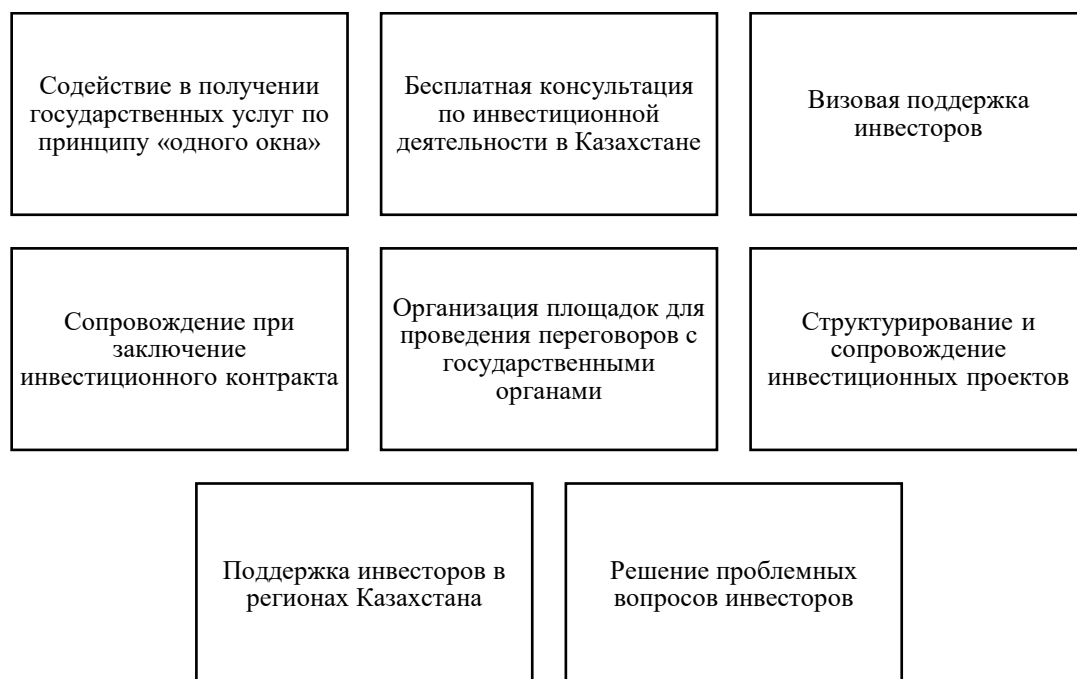 Содействие в получении
государственных услуг по
принципу «одного окна»
Бесплатная консультация
по инвестиционной
деятельности в Казахстане
Визовая поддержка
инвесторов
Сопровождение при
заключение
инвестиционного контракта
Организация площадок для
проведения переговоров с
государственными
органами
Структурирование и
сопровождение
инвестиционных проектов
Поддержка инвесторов в
регионах Казахстана
Решение проблемных
вопросов инвесторов